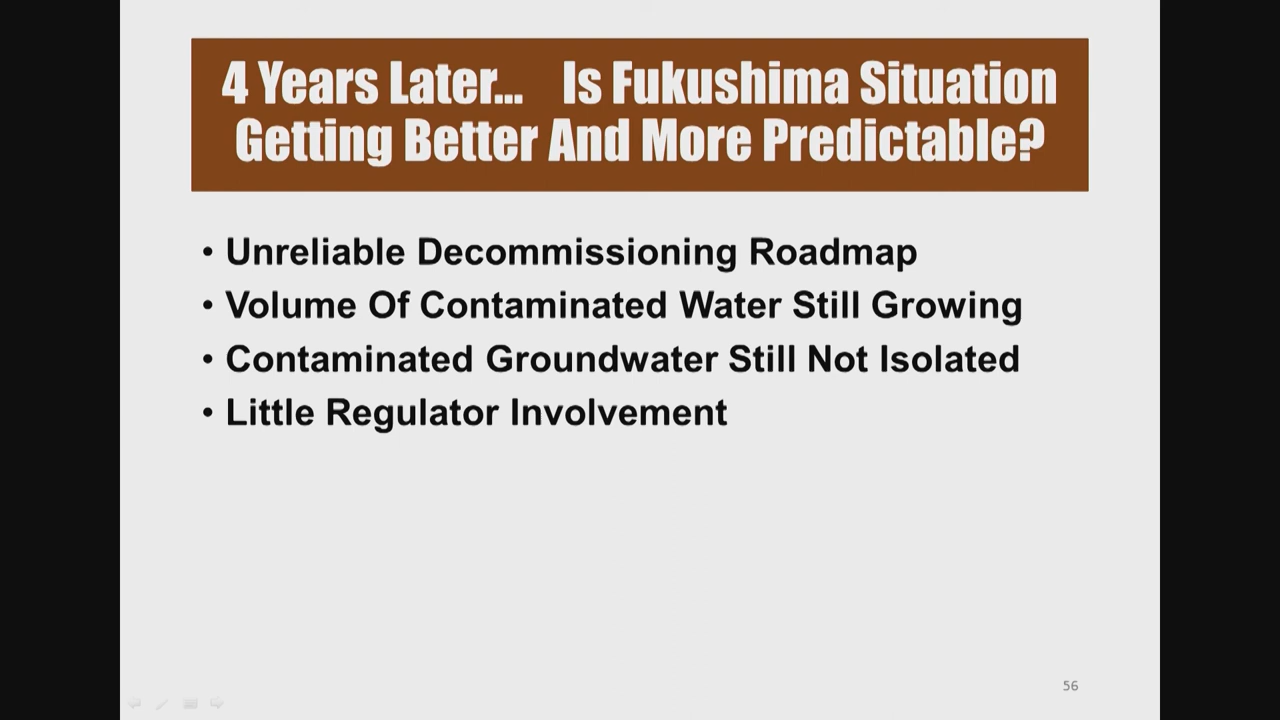 4 Years Later... Is Fukushima Situation
Getting Better And More Predictable?
• Unreliable Decommissioning Roadmap
• Volume Of Contaminated Water Still Growing
• Contaminated Groundwater Still Not Isolated
• Little Regulator Involvement
56